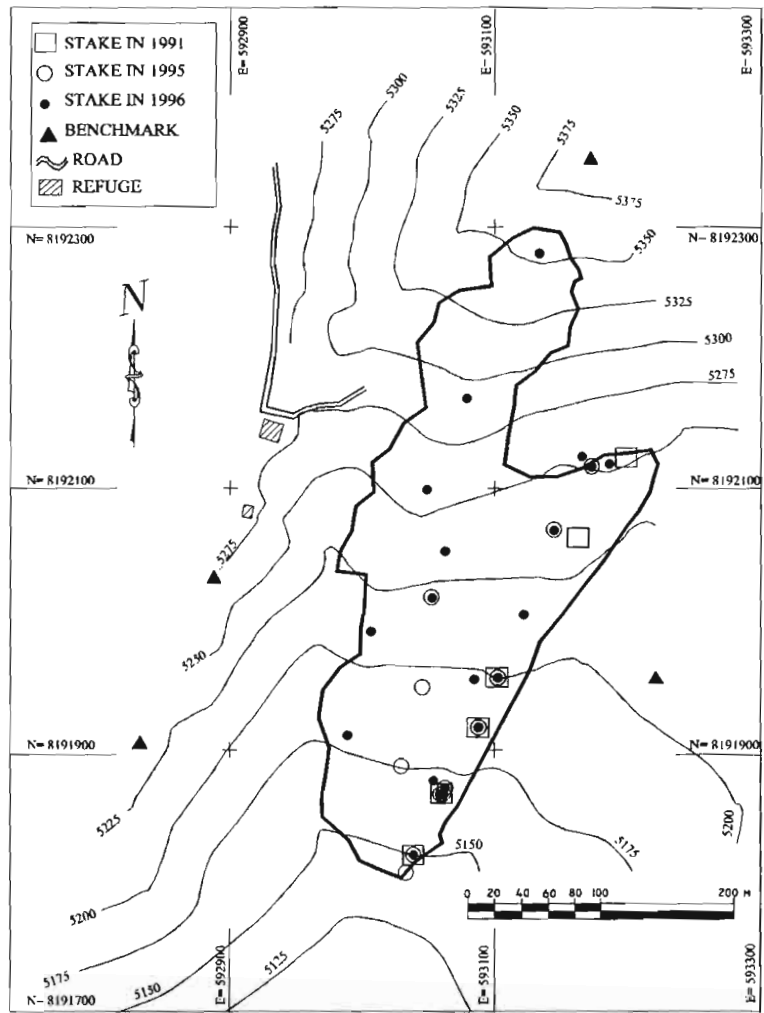 STAKE IN 1991
STAKE IN 1995
STAKE IN 1996
BENCHMARK
ROAD
REFUGE
E= 592900
E- 593100
E= 593300
5275
5300
5325
5350
5375
5375
5350
N= 8192300
N- 8192300
N
5325
5300
5275
N= 8192100
N= 8192100
5275
5250
N= 8191900
N= 8191900
5225
5200
5150
5175
0 20 40 60 80 100 200 M
5200
5175
5150
5125
E= 592900
E= 593100
E= 593300
N- 8191700